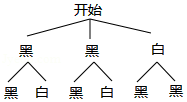 开始
黑 黑 白
黑 白 黑 白 黑 黑